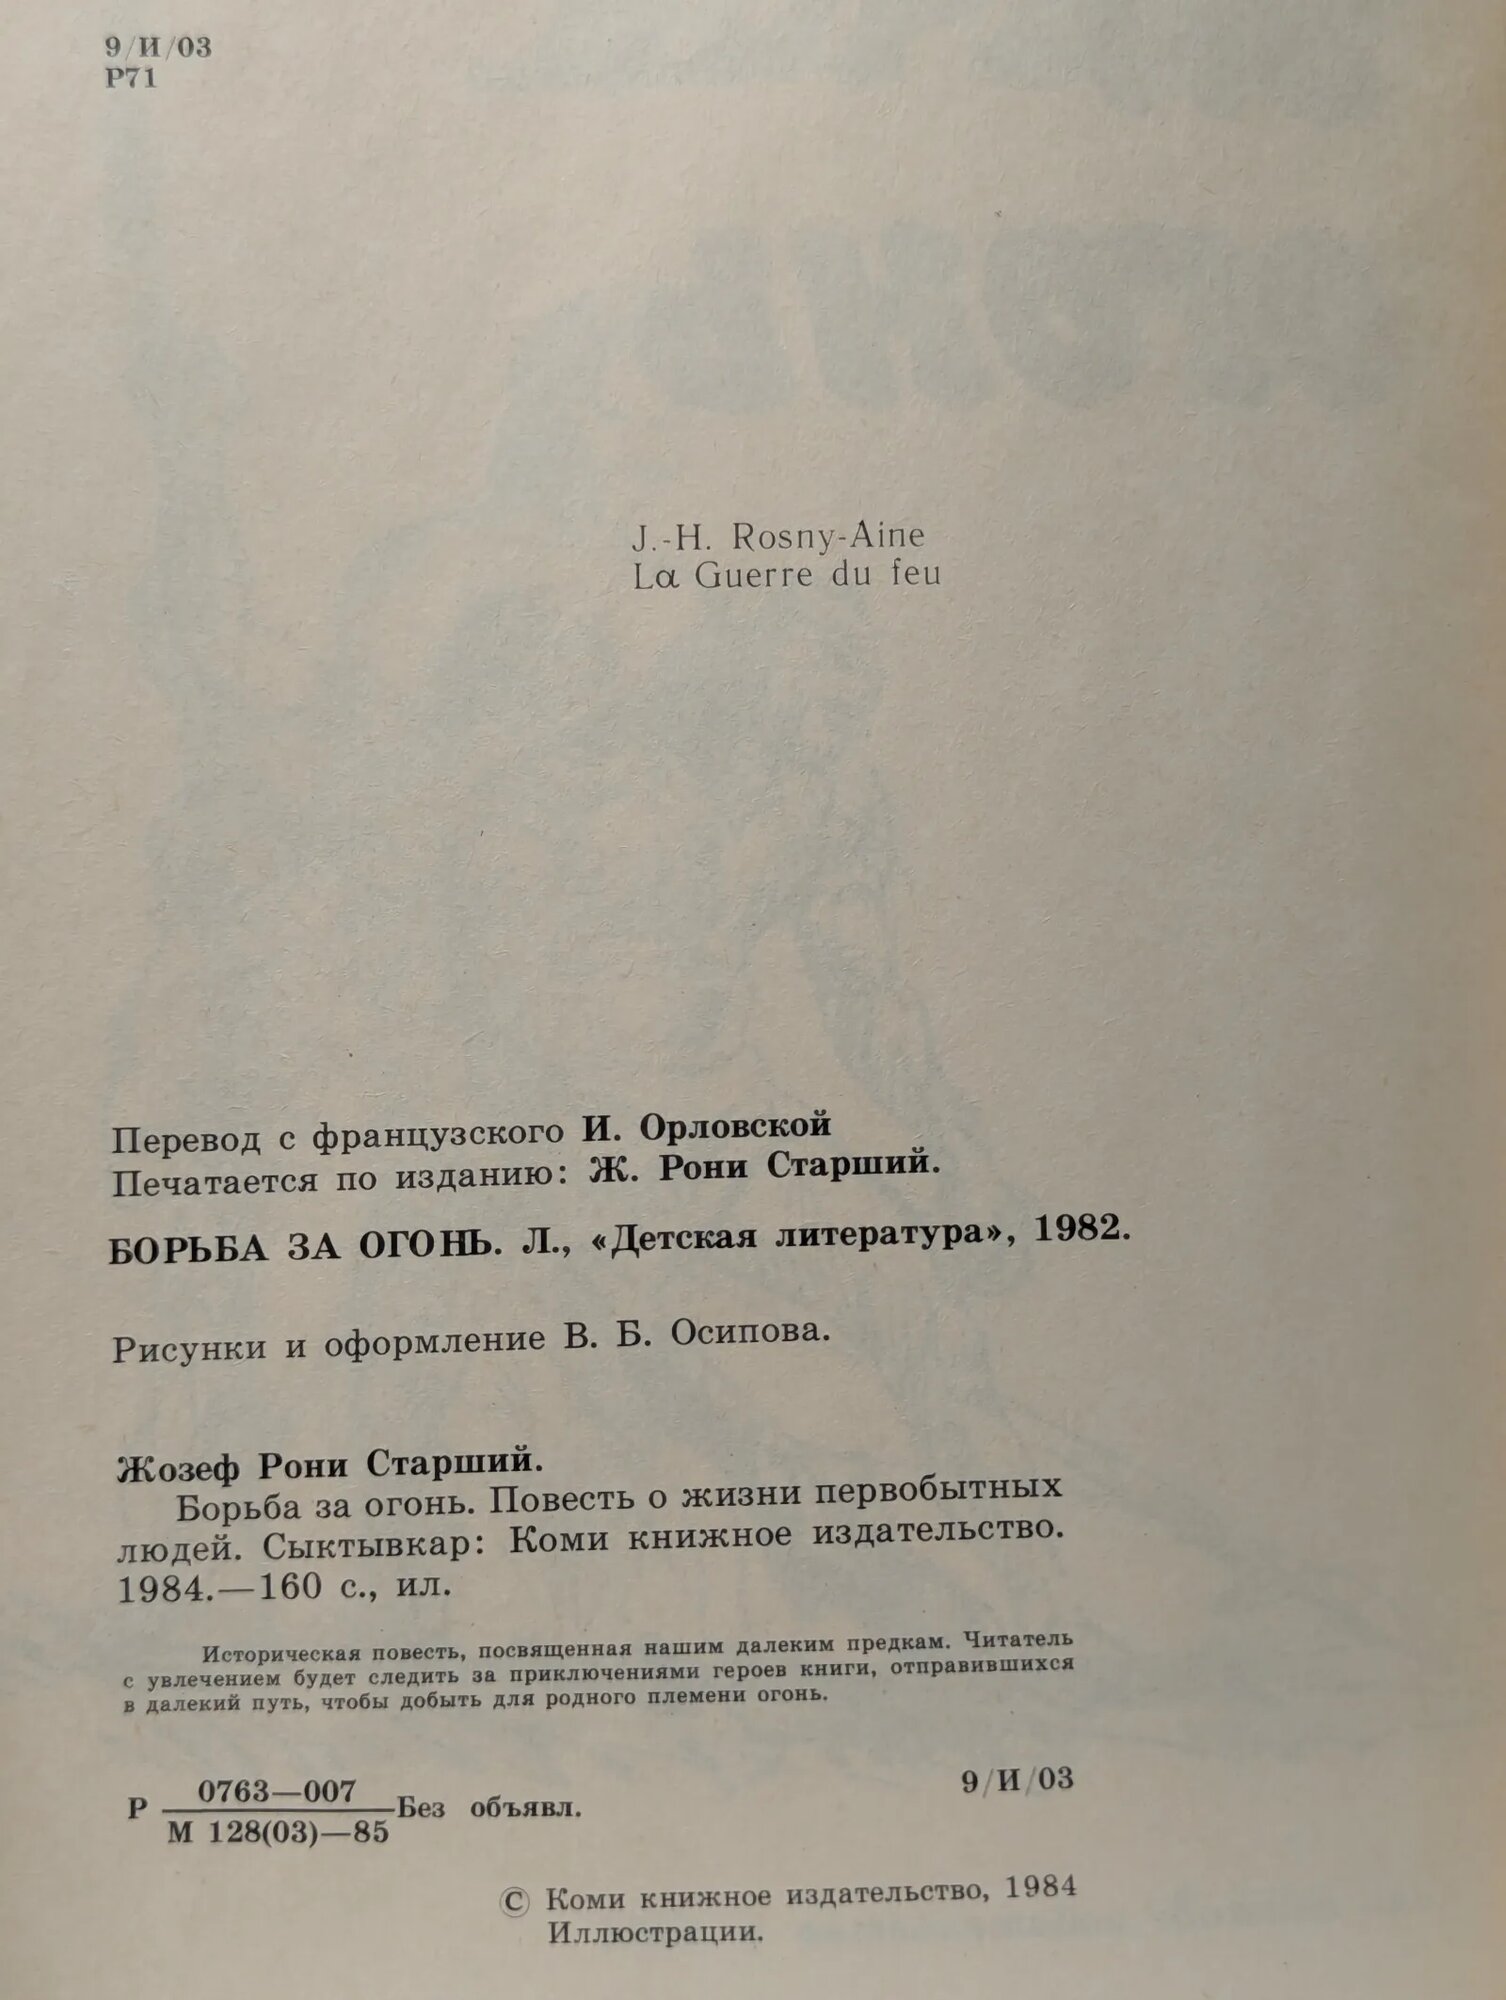 9/И/03
Р71
J.-H. Rosny-Aine
La Guerre du feu
Перевод с французского И. Орловской
Печатается по изданию: Ж. Рони Старший.
БОРЬБА ЗА ОГОНЬ. Л., «Детская литература», 1982.
Рисунки и оформление В. Б. Осипова.
Жозеф Рони Старший.
Борьба за огонь. Повесть о жизни первобытных
людей. Сыктывкар: Коми книжное издательство.
1984.—160 с., ил.
Историческая повесть, посвященная нашим далеким предкам. Читатель
с увлечением будет следить за приключениями героев книги, отправившихся
в далекий путь, чтобы добыть для родного племени огонь.
Р 0763—007
М 128(03)—85 Без объявл.
9/И/03
© Коми книжное издательство, 1984
Иллюстрации.